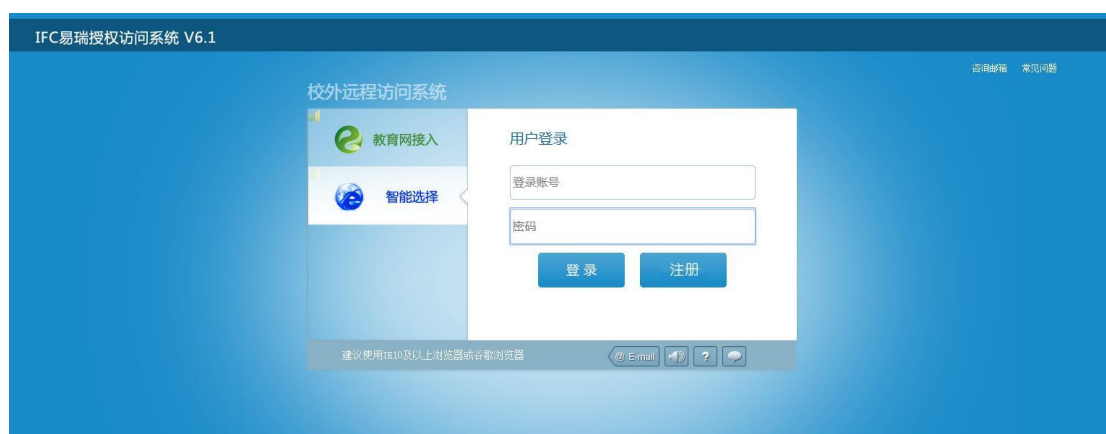 IFC易瑞授权访问系统 V6.1
咨询邮箱 常见问题
校外远程访问系统
教育网接入
用户登录
登录账号
智能选择
密码
登 录 注册
建议使用IE10及以上浏览器或谷歌浏览器
@ E-mail ?